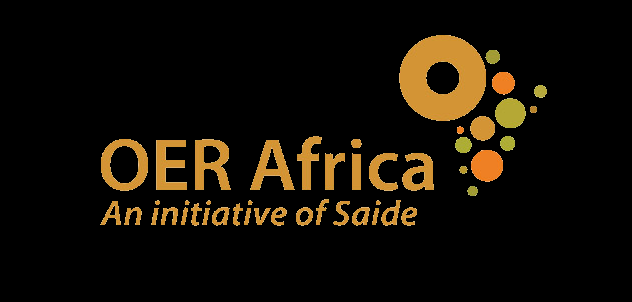 OER Africa
An initiative of Saide